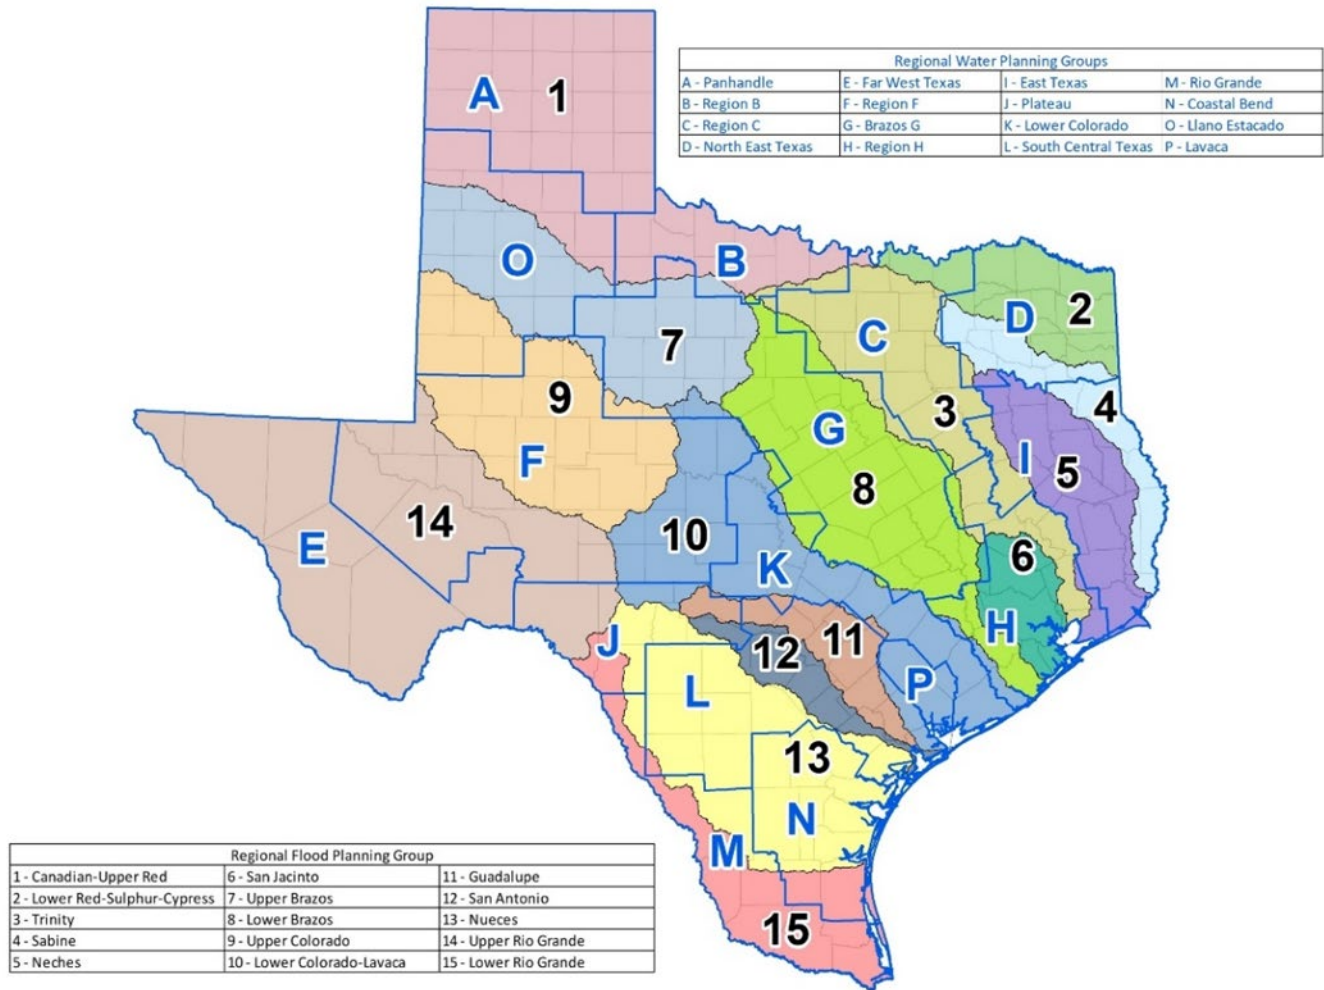 Regional Water Planning Groups
A - Panhandle E - Far West Texas I - East Texas M - Rio Grande
B - Region B F - Region F J - Plateau N - Coastal Bend
C - Region C G - Brazos G K - Lower Colorado O - Llano Estacado
D - North East Texas H - Region H L - South Central Texas P - Lavaca
A 1
O B
D 2
C
7
9 3 4
G
F I 5
8
14 10
E K 6
J 12 11 H
L P
13
N
M
15
Regional Flood Planning Group
1 - Canadian-Upper Red 6 - San Jacinto 11 - Guadalupe
2 - Lower Red-Sulphur-Cypress 7 - Upper Brazos 12 - San Antonio
3 - Trinity 8 - Lower Brazos 13 - Nueces
4 - Sabine 9 - Upper Colorado 14 - Upper Rio Grande
5 - Neches 10 - Lower Colorado-Lavaca 15 - Lower Rio Grande